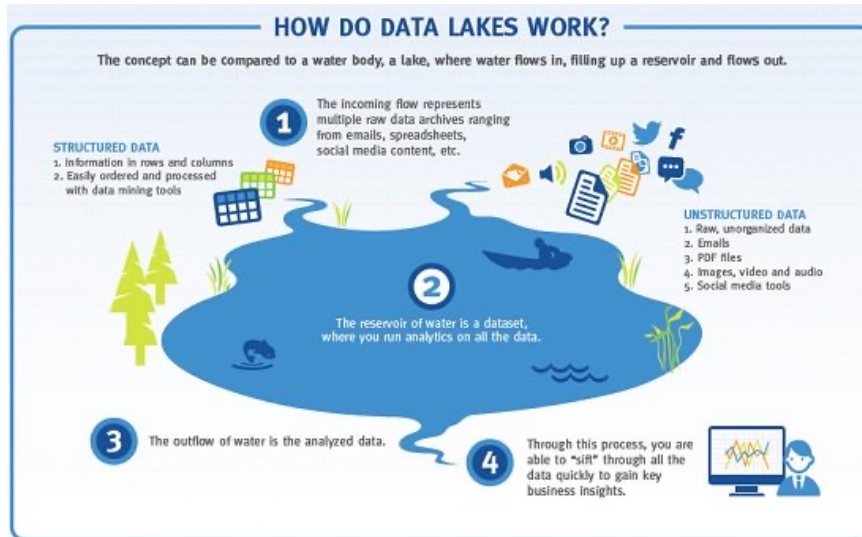 HOW DO DATA LAKES WORK?
The concept can be compared to a water body, a lake, where water flows in, filling up a reservoir and flows out.
1
The incoming flow represents
multiple raw data archives ranging
from emails, spreadsheets,
social media content, etc.
STRUCTURED DATA
1. Information in rows and columns
2. Easily ordered and processed
with data mining tools
UNSTRUCTURED DATA
1. Raw, unorganized data
2. Emails
3. PDF files
4. Images, video and audio
5. Social media tools
2
The reservoir of water is a dataset,
where you run analytics on all the data.
3
The outflow of water is the analyzed data.
4
Through this process, you are
able to "sift" through all the
data quickly to gain key
business insights.